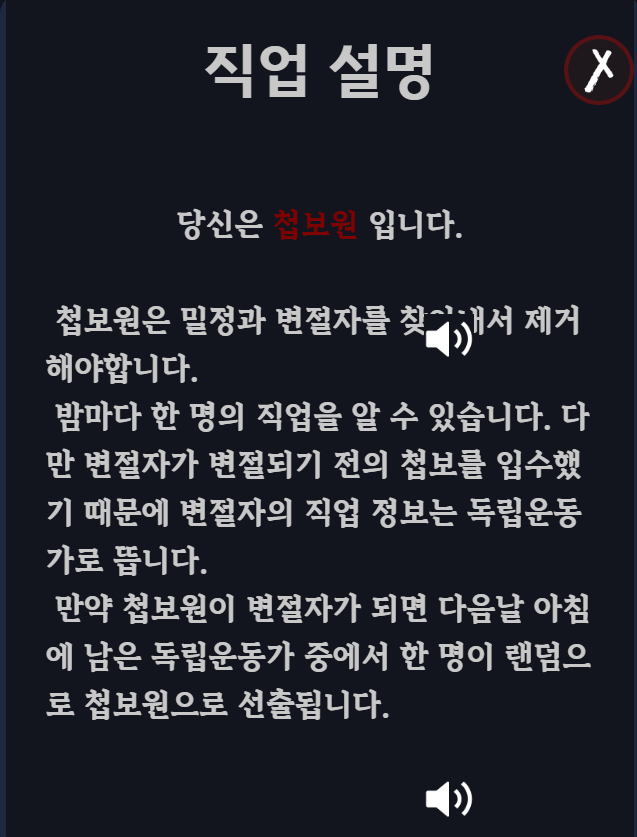 직업 설명
당신은 첩보원 입니다.
첩보원은 밀정과 변절자를 제거
해야합니다.
밤마다 한 명의 직업을 알 수 있습니다. 다
만 변절자가 변절되기 전의 첩보를 입수했
기 때문에 변절자의 직업 정보는 독립운동
가로 뜹니다.
만약 첩보원이 변절자가 되면 다음날 아침
에 남은 독립운동가 중에서 한 명이 랜덤으
로 첩보원으로 선출됩니다.